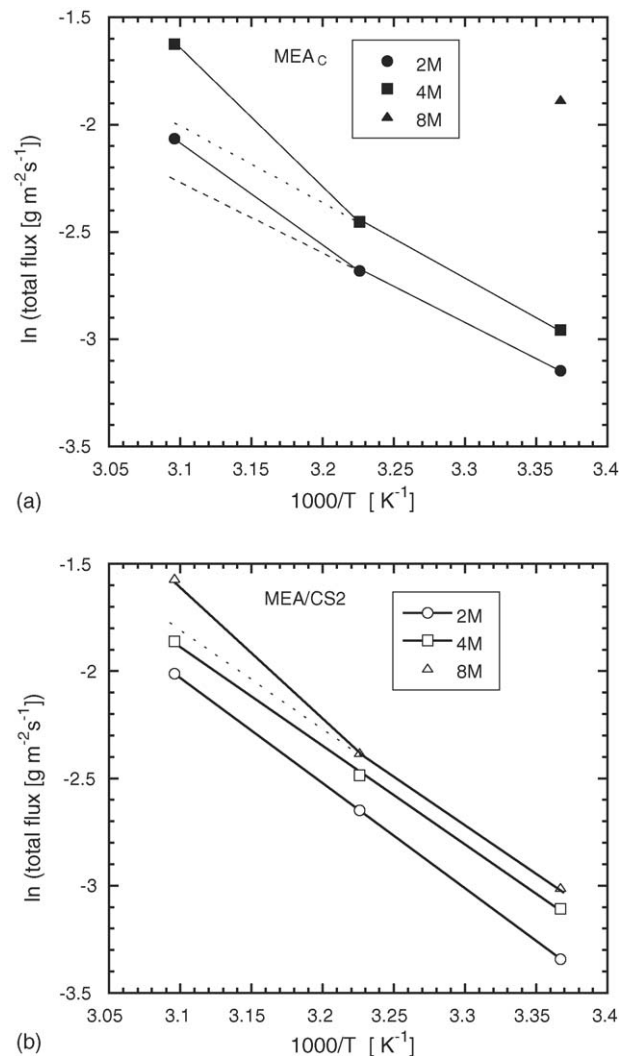 -1.5
MEA_C
2M
4M
8M
-2
-2.5
-3
-3.5
ln (total flux [g m⁻²s⁻¹])
3.05 3.1 3.15 3.2 3.25 3.3 3.35 3.4
(a)
1000/T [ K⁻¹]
-1.5
MEA/CS2
2M
4M
8M
-2
-2.5
-3
-3.5
ln (total flux [g m⁻²s⁻¹])
3.05 3.1 3.15 3.2 3.25 3.3 3.35 3.4
(b)
1000/T [ K⁻¹]